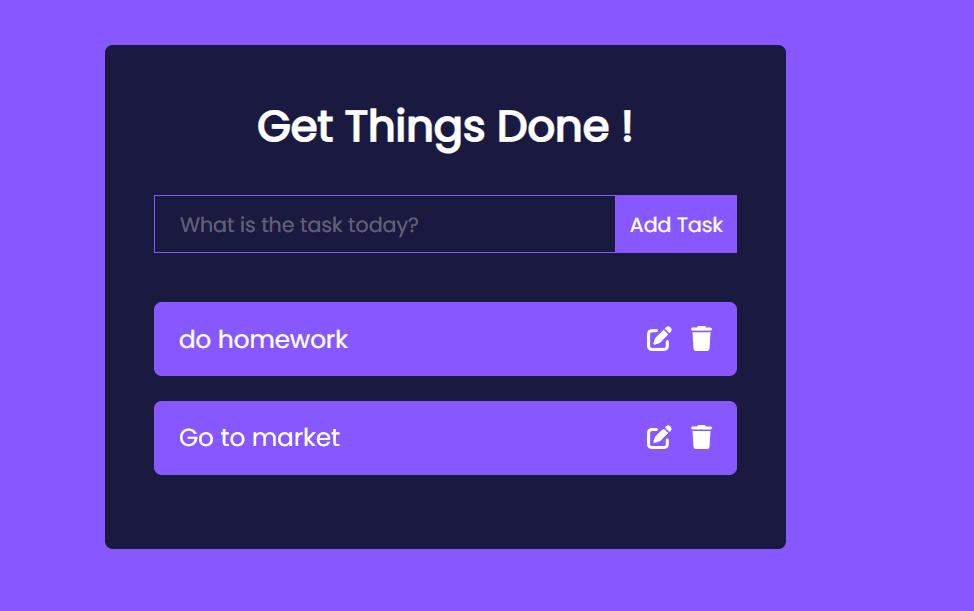 Get Things Done !
What is the task today?
Add Task
do homework
Go to market